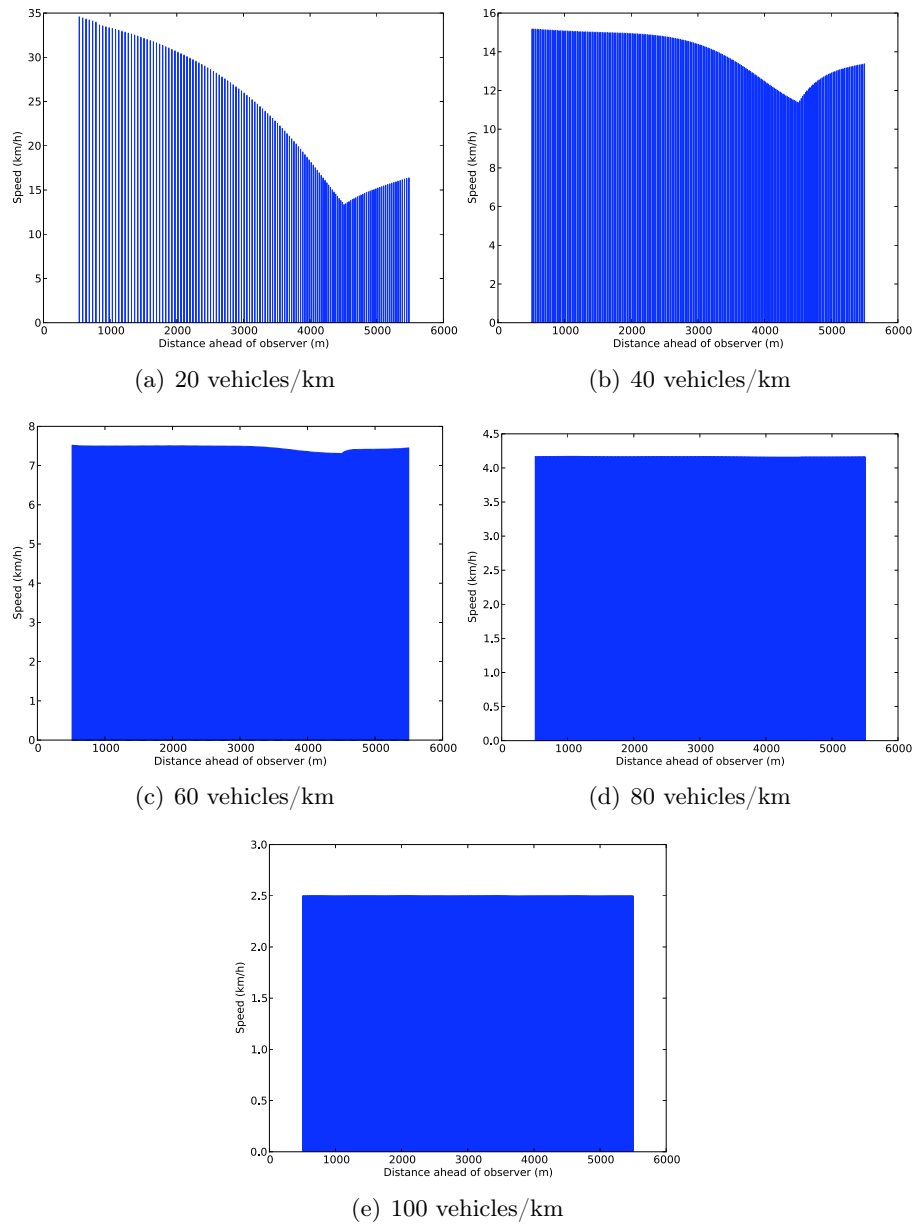 35
30
25
20
15
10
5
0
Speed (km/h)
1000 2000 3000 4000 5000 6000
Distance ahead of observer (m)
(a) 20 vehicles/km
16
14
12
10
8
6
4
2
0
Speed (km/h)
0 1000 2000 3000 4000 5000 6000
Distance ahead of observer (m)
(b) 40 vehicles/km
8
7
6
5
4
3
2
1
0
Speed (km/h)
0 1000 2000 3000 4000 5000 6000
Distance ahead of observer (m)
(c) 60 vehicles/km
4.5
4.0
3.5
3.0
2.5
2.0
1.5
1.0
0.5
0.0
Speed (km/h)
0 1000 2000 3000 4000 5000 6000
Distance ahead of observer (m)
(d) 80 vehicles/km
3.0
2.5
2.0
1.5
1.0
0.5
0.0
Speed (km/h)
0 1000 2000 3000 4000 5000 6000
Distance ahead of observer (m)
(e) 100 vehicles/km